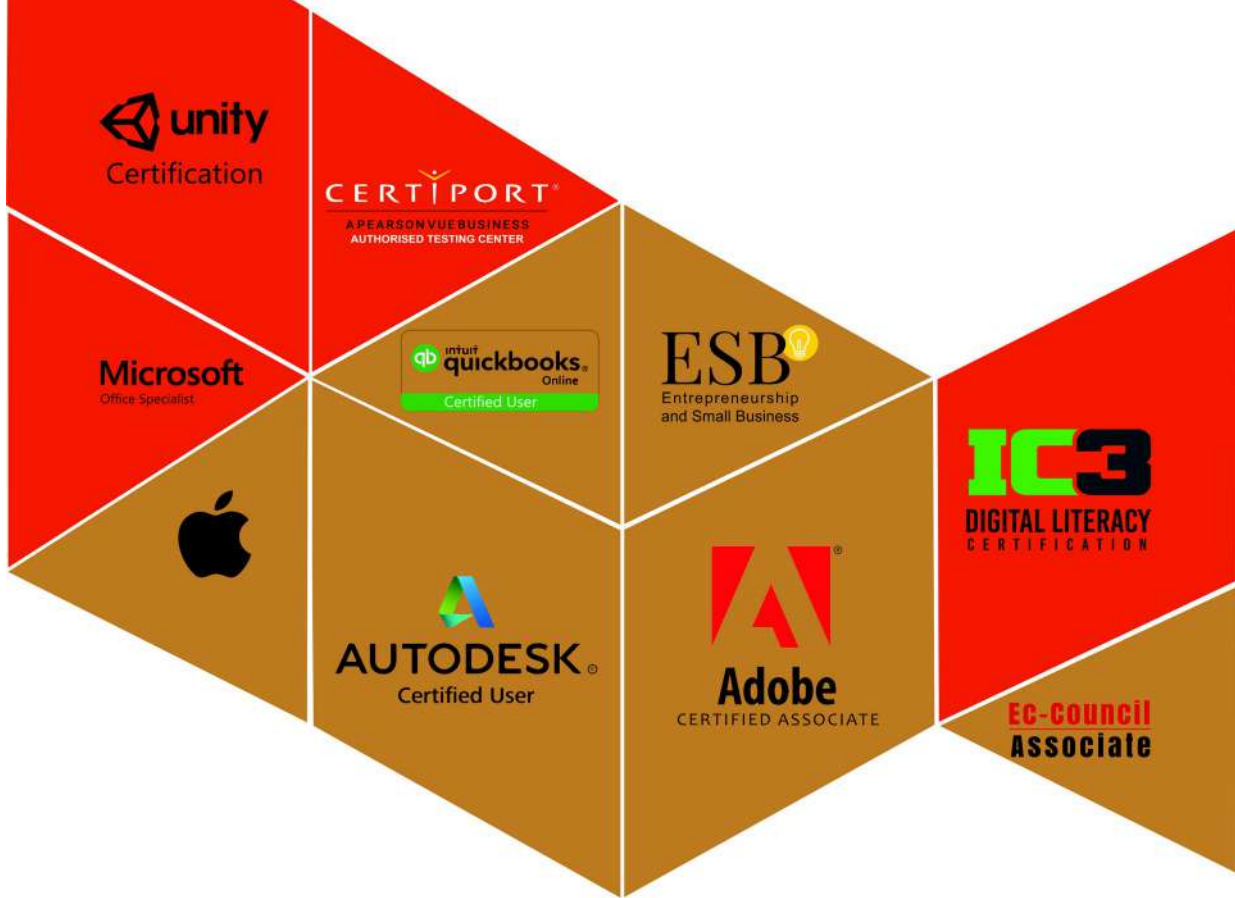 unity
Certification
CERTIPORT®
A PEARSON VUE BUSINESS
AUTHORISED TESTING CENTER
Microsoft
Office Specialist
qb
intuit
quickbooks®
Online
Certified User
ESB
Entrepreneurship
and Small Business
IC3
DIGITAL LITERACY
CERTIFICATION
AUTODESK®
Certified User
®
Adobe
CERTIFIED ASSOCIATE
Ec-Council
Associate